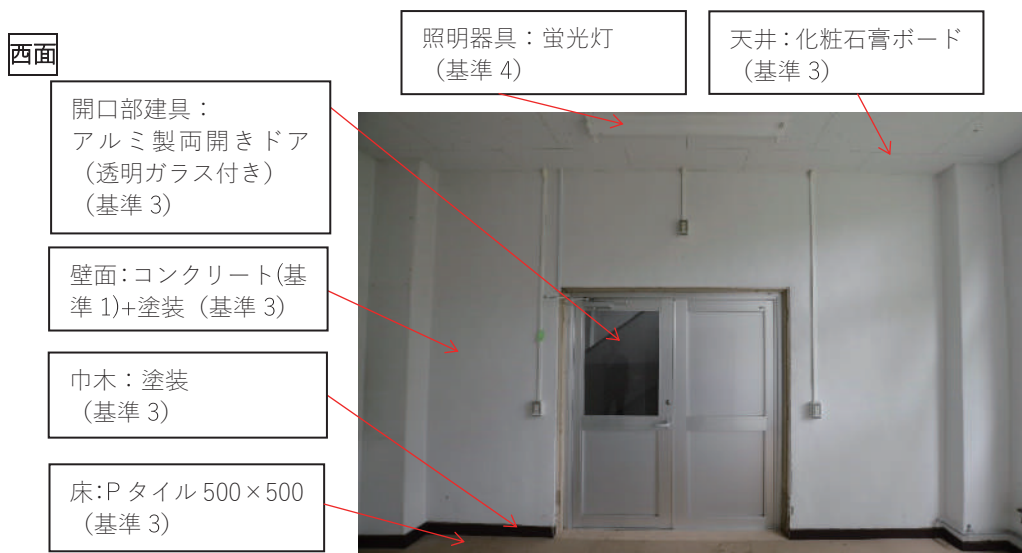 西面
照明器具：蛍光灯
（基準 4）
天井：化粧石膏ボード
（基準 3）
開口部建具：
アルミ製両開きドア
（透明ガラス付き）
（基準 3）
壁面：コンクリート(基
準 1)+塗装（基準 3）
巾木：塗装
（基準 3）
床：P タイル 500×500
（基準 3）